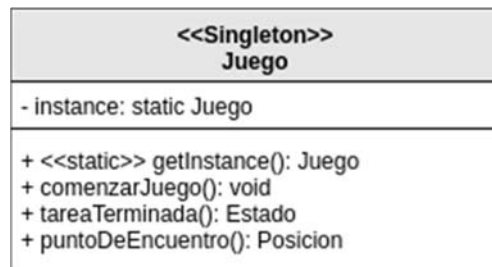 <<Singleton>>
Juego
- instance: static Juego
+ <<static>> getInstance(): Juego
+ comenzarJuego(): void
+ tareaTerminada(): Estado
+ puntoDeEncuentro(): Posicion